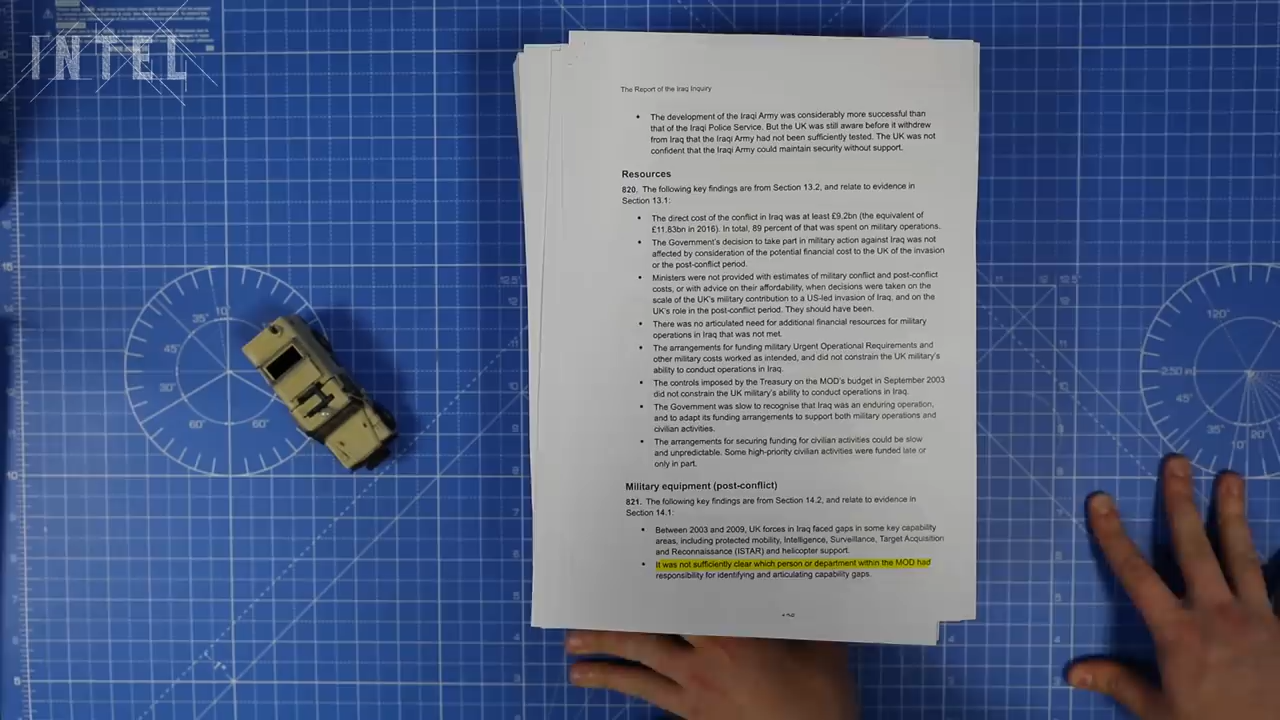 INTEL
The Report of the Iraq Inquiry
• The development of the Iraqi Army was considerably more successful than
that of the Iraqi Police Service. But the UK was still aware before it withdrew
from Iraq that the Iraqi Army had not been sufficiently tested. The UK was not
confident that the Iraqi Army could maintain security without support.
Resources
820. The following key findings are from Section 13.2, and relate to evidence in
Section 13.1:
• The direct cost of the conflict in Iraq was at least £9.2bn (the equivalent of
£11.83bn in 2016). In total, 89 percent of that was spent on military operations.
• The Government's decision to take part in military action against Iraq was not
affected by consideration of the potential financial cost to the UK of the invasion
or the post-conflict period.
• Ministers were not provided with estimates of military conflict and post-conflict
costs, or with advice on their affordability, when decisions were taken on the
scale of the UK's military contribution to a US-led invasion of Iraq, and on the
UK's role in the post-conflict period. They should have been.
• There was no articulated need for additional financial resources for military
operations in Iraq that was not met.
• The arrangements for funding military Urgent Operational Requirements and
other military costs worked as intended, and did not constrain the UK military's
ability to conduct operations in Iraq.
• The controls imposed by the Treasury on the MOD's budget in September 2003
did not constrain the UK military's ability to conduct operations in Iraq.
• The Government was slow to recognise that Iraq was an enduring operation,
and to adapt its funding arrangements to support both military operations and
civilian activities.
• The arrangements for securing funding for civilian activities could be slow
and unpredictable. Some high-priority civilian activities were funded late or
only in part.
Military equipment (post-conflict)
821. The following key findings are from Section 14.2, and relate to evidence in
Section 14.1:
• Between 2003 and 2009, UK forces in Iraq faced gaps in some key capability
areas, including protected mobility, Intelligence, Surveillance, Target Acquisition
and Reconnaissance (ISTAR) and helicopter support.
• It was not sufficiently clear which person or department within the MOD had
responsibility for identifying and articulating capability gaps.
35° 10°
45°
30°
60° 60°
12.5"
120°
45°
35°
10°
20°